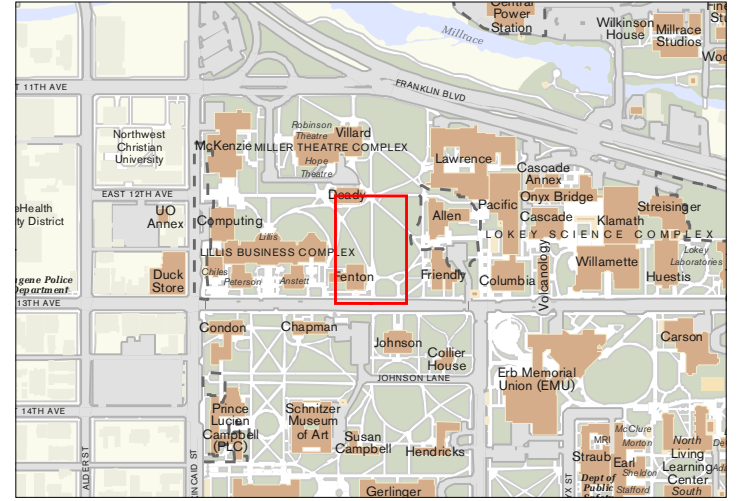 Central
Power
Station
Millrace
Wilkinson
House
Millrace
Studios
T 11TH AVE
FRANKLIN BLVD
Northwest
Christian
University
McKenzie
Robinson
Theatre
Villard
MILLER THEATRE COMPLEX
Hope
Theatre
Lawrence
Cascade
Annex
EAST 12TH AVE
Deady
Onyx Bridge
Pacific
Cascade
Streisinger
eHealth
ty District
UO
Annex
Computing
Allen
Klamath
LOKEY SCIENCE COMPLEX
Lillis
LILLIS BUSINESS COMPLEX
Lokey
Laboratories
Willamette
Volcanology
ugene Police
Department
Duck
Store
Chiles
Peterson
Anstett
Fenton
Friendly
Columbia
Huestis
13TH AVE
Condon
Chapman
Johnson
Collier
House
Carson
JOHNSON LANE
Erb Memorial
Union (EMU)
T 14TH AVE
Prince
Lucien
Campbell
(PLC)
Schnitzer
Museum
of Art
Susan
Campbell
Hendricks
MRI
McClure
Morton
North
Living
Learning
Center
South
Straub
Earl
Sheldon
Stafford
Dept of
Public
ALDER ST
INCAID ST
YX ST
Gerlinger